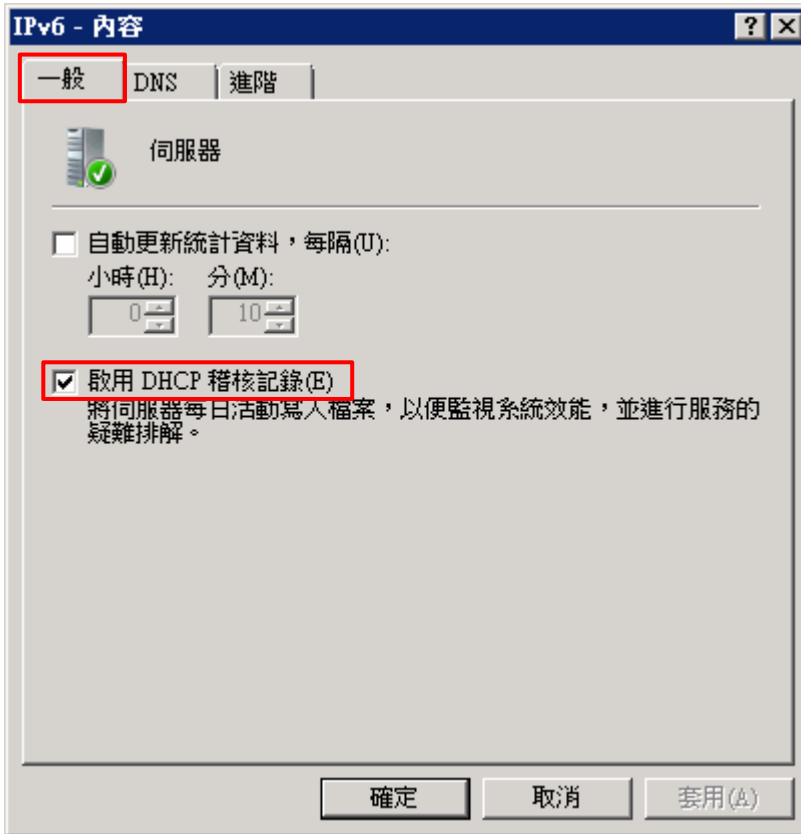 IPv6 - 內容
一般 DNS 進階
伺服器
自動更新統計資料，每隔(U):
小時(H): 分(M):
0 10
啟用 DHCP 稽核記錄(E)
將伺服器每日活動寫入檔案，以便監視系統效能，並進行服務的
疑難排解。
確定 取消 套用(A)